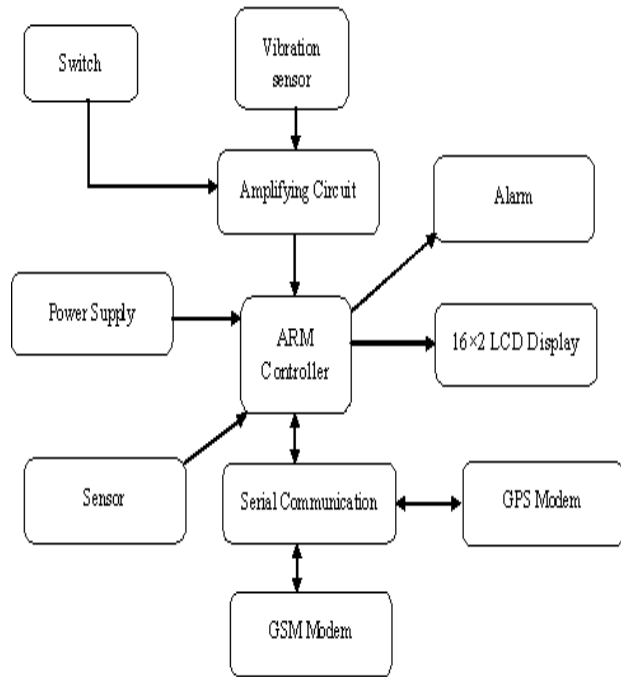 Switch
Vibration
sensor
Amplifying Circuit
Alarm
Power Supply
ARM
Controller
16×2 LCD Display
Sensor
Serial Communication
GPS Modem
GSM Modem